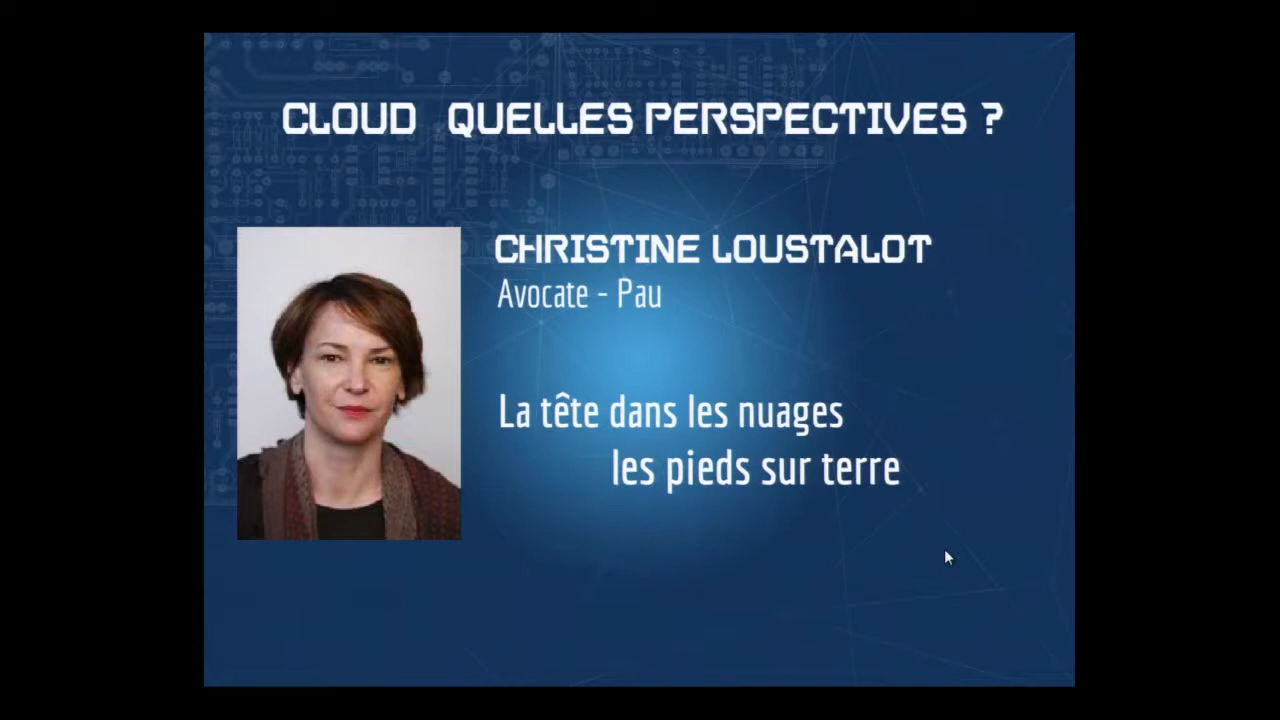 CLOUD QUELLES PERSPECTIVES ?
CHRISTINE LOUSTALOT
Avocate - Pau
La tête dans les nuages
les pieds sur terre